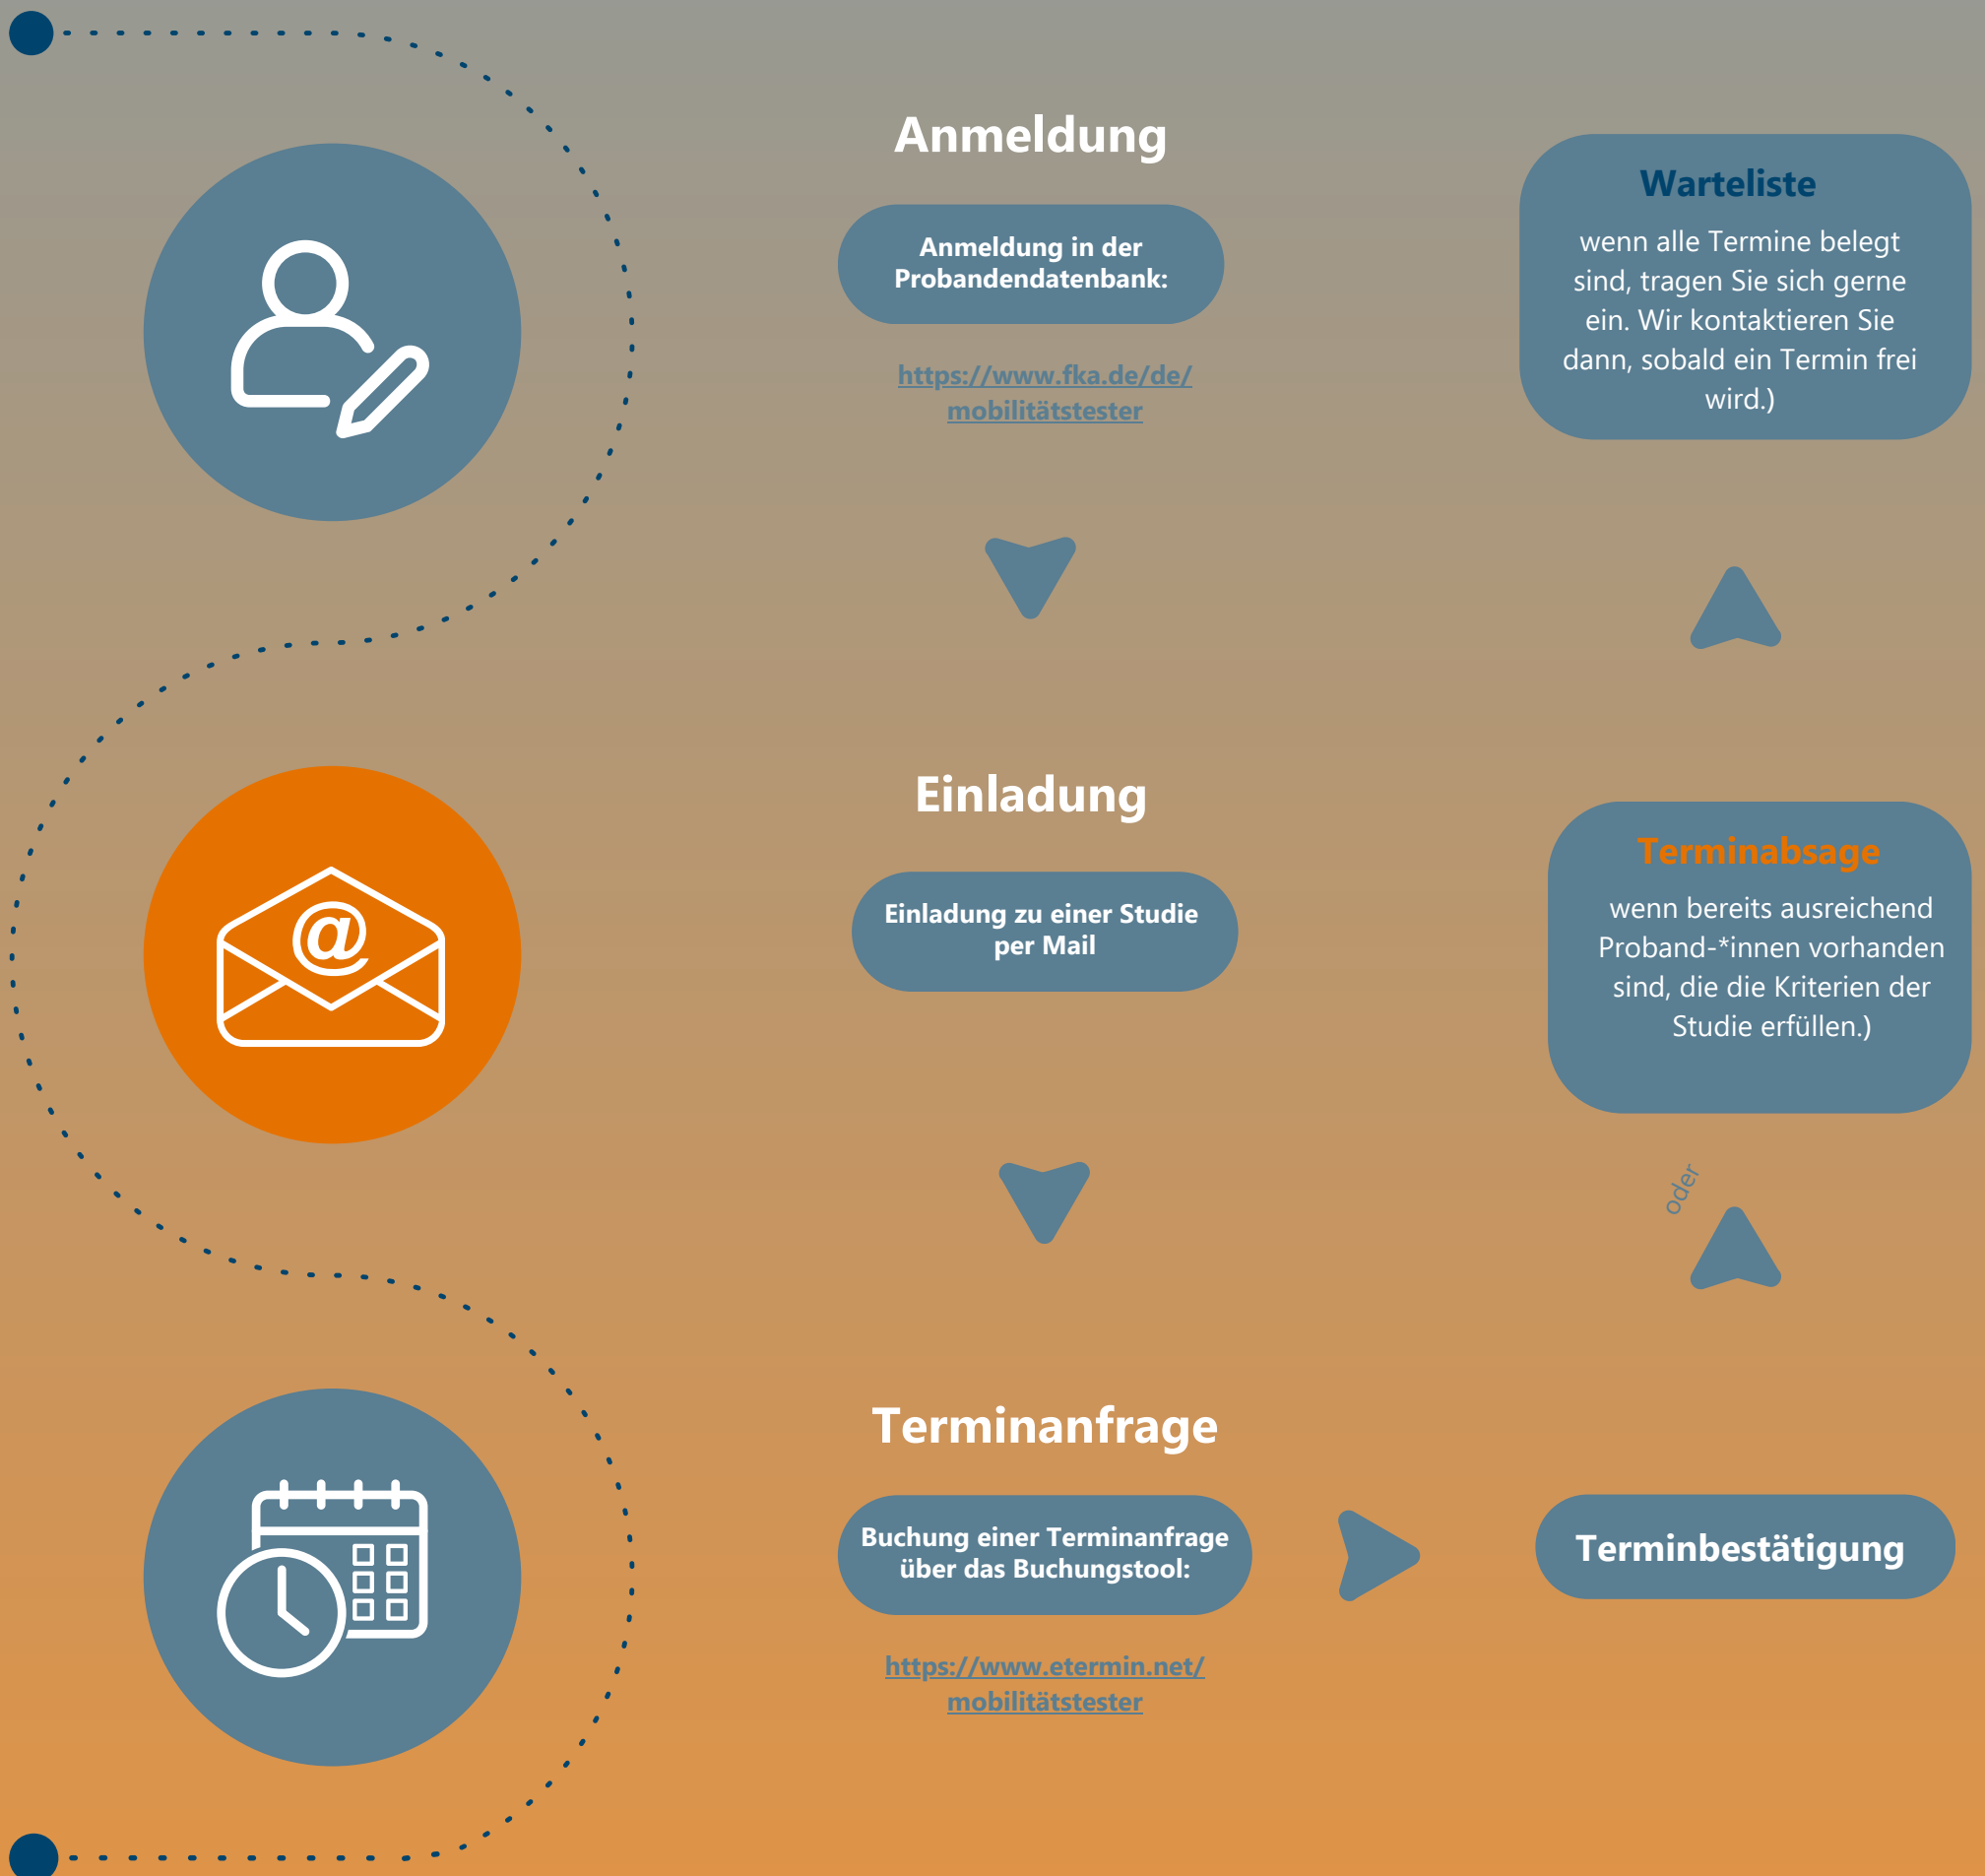 Anmeldung
Anmeldung in der
Probandendatenbank:
https://www.fka.de/de/
mobilitätstester
Einladung
Einladung zu einer Studie
per Mail
@
Terminanfrage
Buchung einer Terminanfrage
über das Buchungstool:
https://www.etermin.net/
mobilitätstester
Terminbestätigung
oder
Terminabsage
wenn bereits ausreichend
Proband-*innen vorhanden
sind, die die Kriterien der
Studie erfüllen.)
Warteliste
wenn alle Termine belegt
sind, tragen Sie sich gerne
ein. Wir kontaktieren Sie
dann, sobald ein Termin frei
wird.)